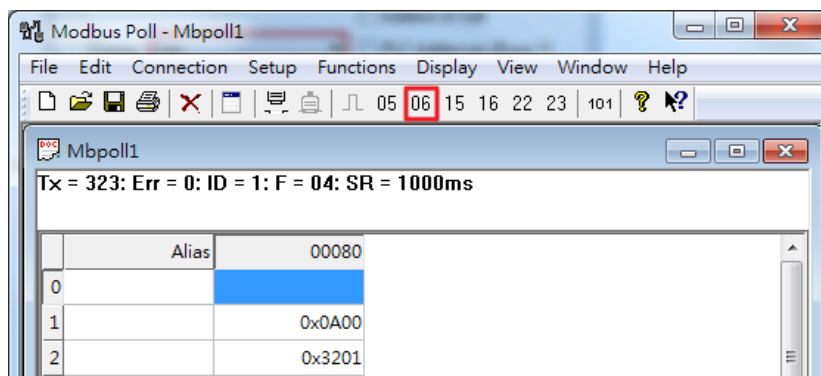 Modbus Poll - Mbpoll1
File Edit Connection Setup Functions Display View Window Help
05 06 15 16 22 23 101
Mbpoll1
Tx = 323: Err = 0: ID = 1: F = 04: SR = 1000ms
Alias 00080
0
1 0x0A00
2 0x3201